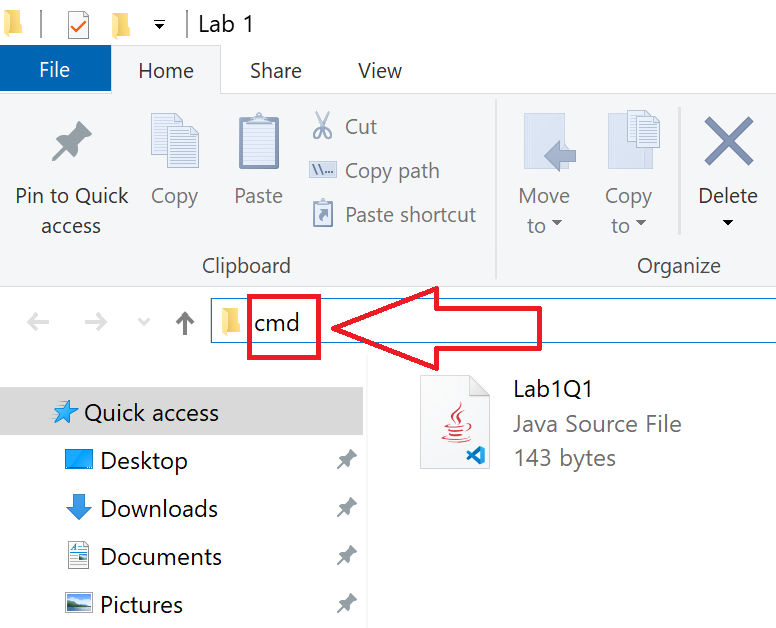 Lab 1
File Home Share View
Pin to Quick access
Copy
Paste
Cut
Copy path
Paste shortcut
Clipboard
Move to
Copy to
Delete
Organize
cmd
Quick access
Desktop
Downloads
Documents
Pictures
Lab1Q1
Java Source File
143 bytes